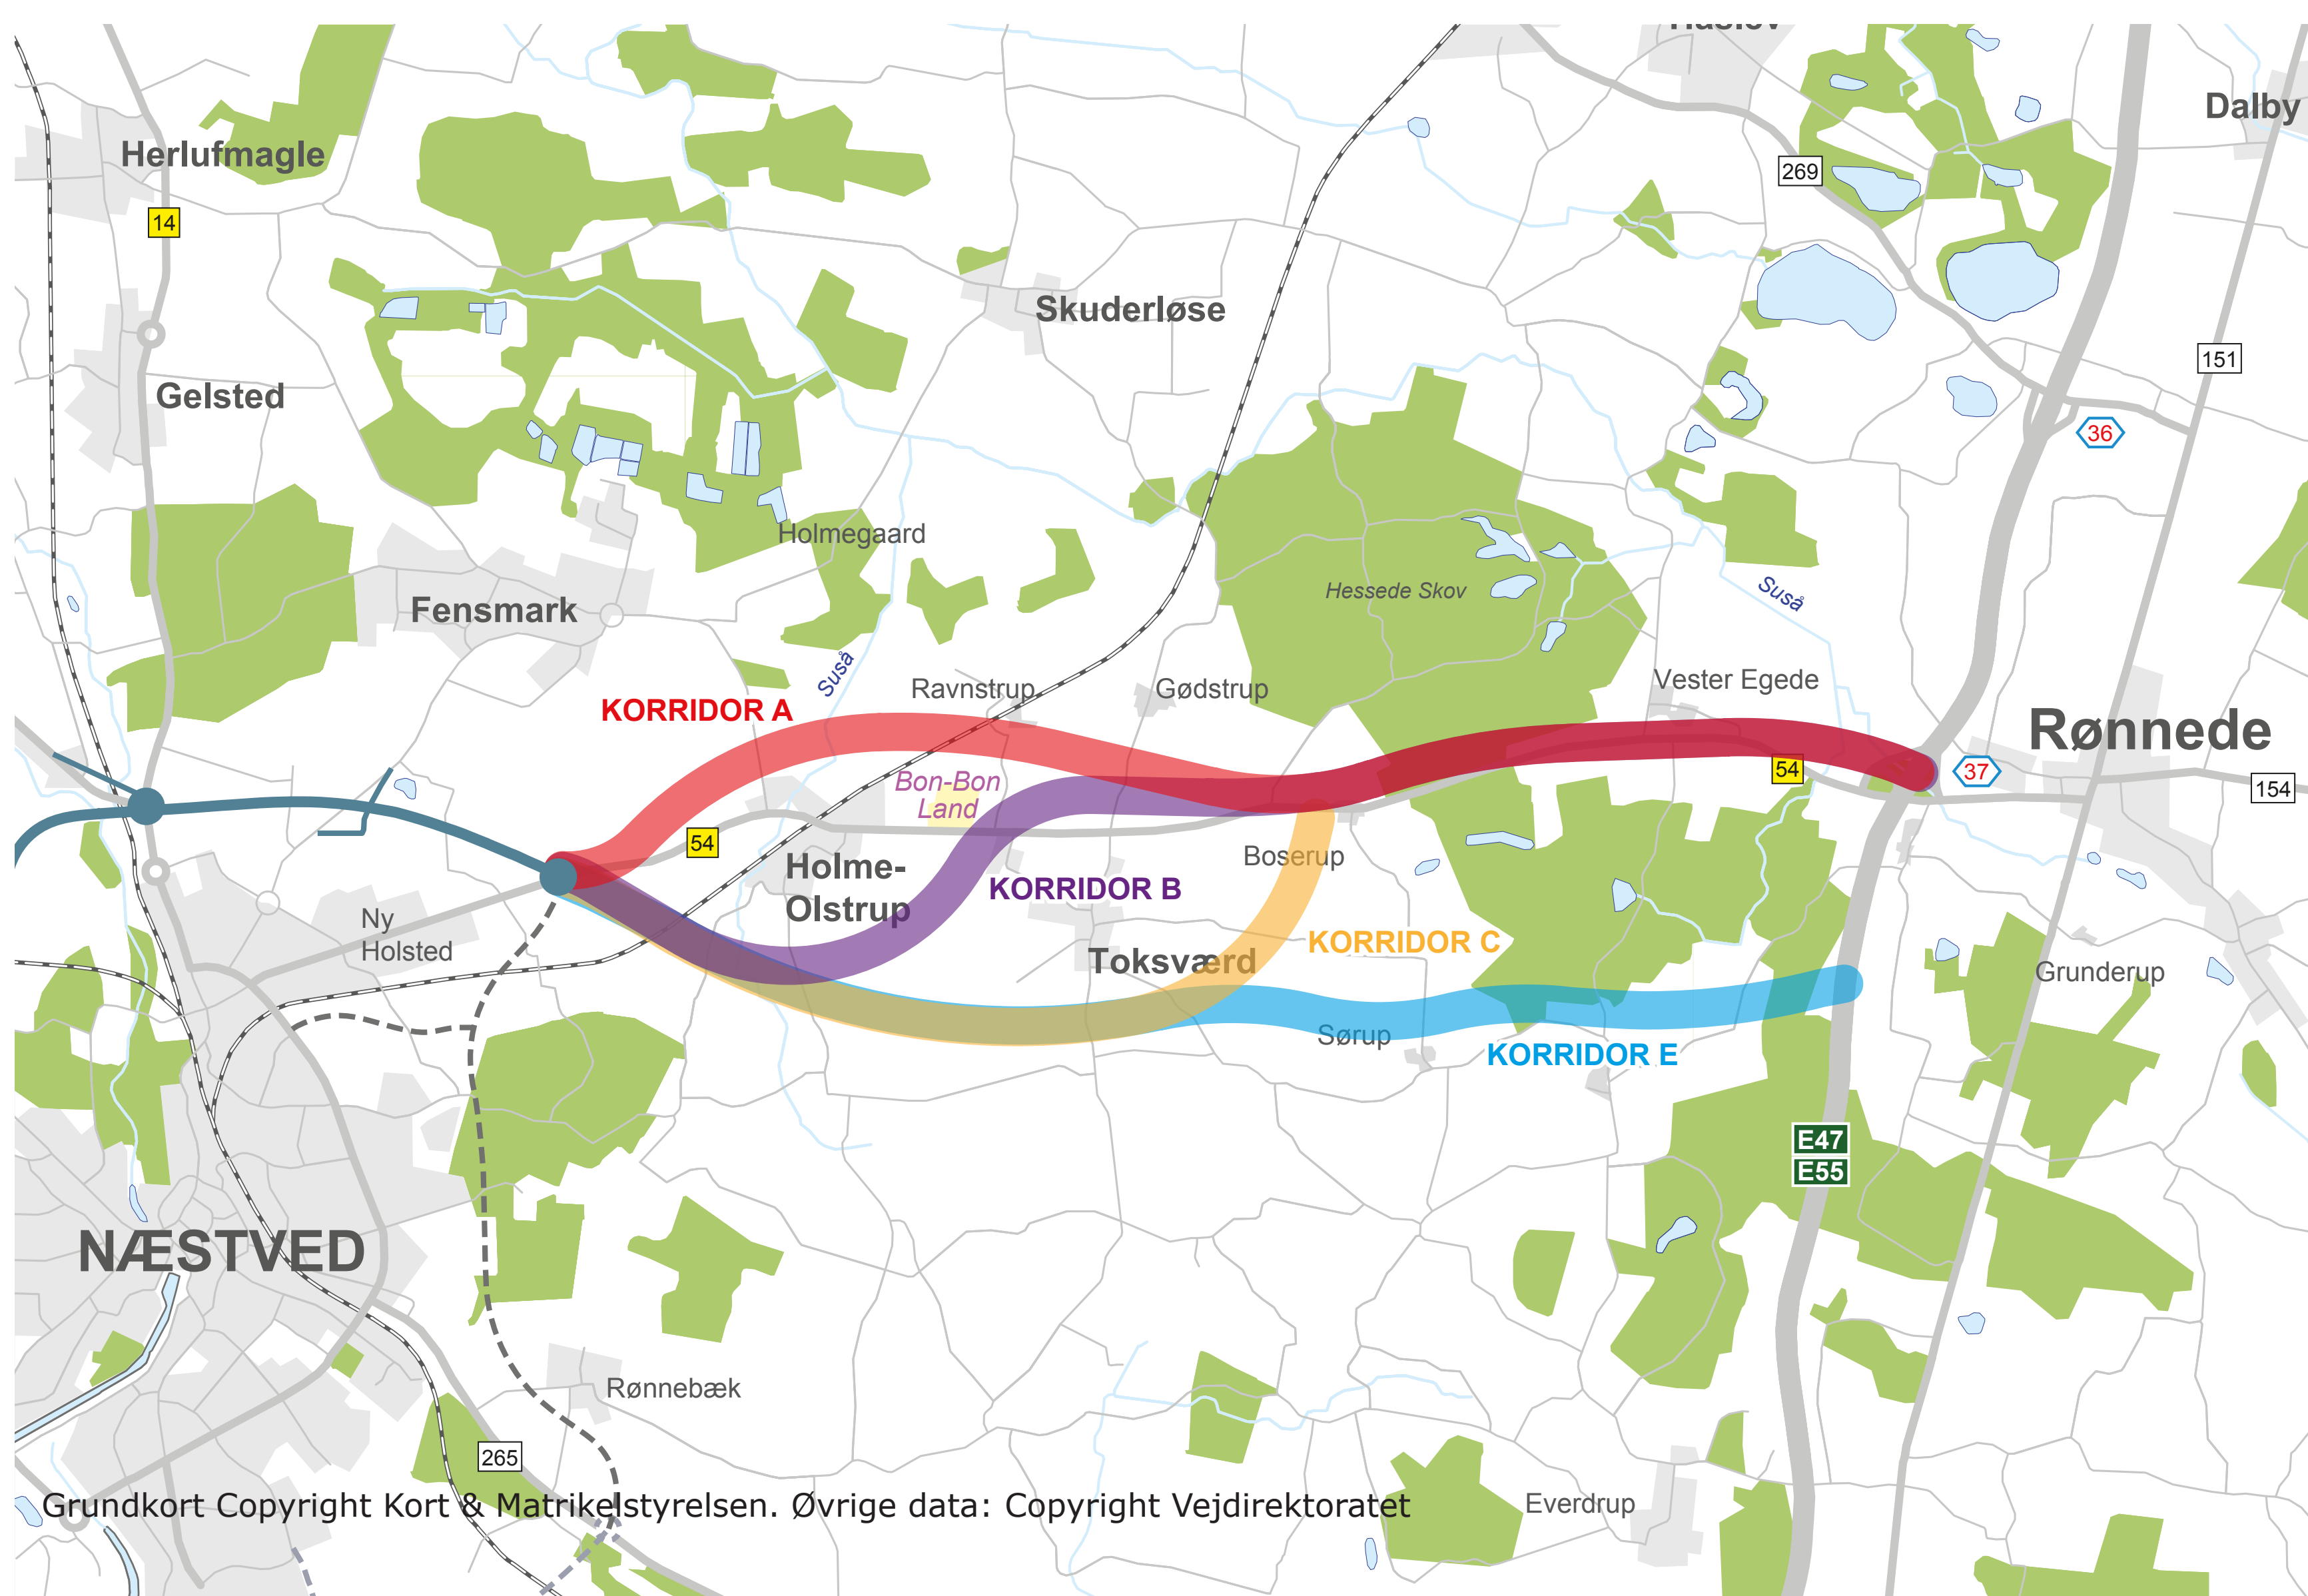 Dalby
Herlufmagle
269
14
Skuderløse
151
Gelsted
36
Holmegaard
Hessede Skov
Suså
Fensmark
Suså
Vester Egede
Ravnstrup
Gødstrup
KORRIDOR A
Rønnede
54
37
Bon-Bon
Land
154
54
Boserup
Holme-
Olstrup
KORRIDOR B
Ny
Holsted
KORRIDOR C
Toksværd
Grunderup
Sørup
KORRIDOR E
E47
E55
NÆSTVED
Rønnebæk
265
Grundkort Copyright Kort & Matrikelstyrelsen. Øvrige data: Copyright Vejdirektoratet
Everdrup